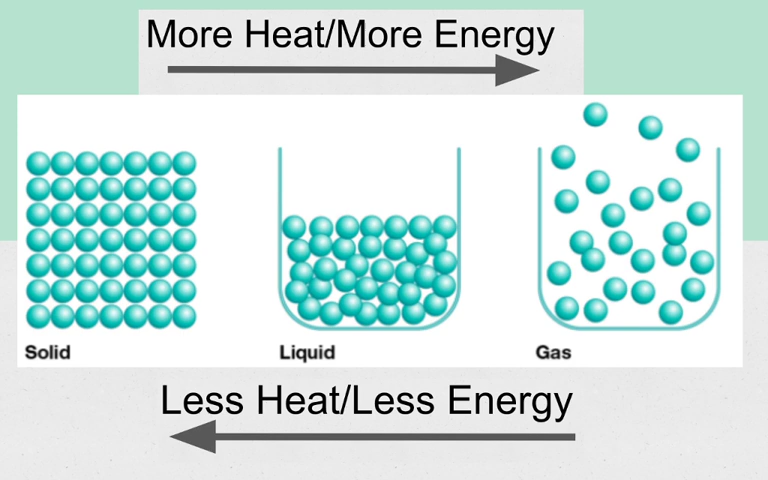 More Heat/More Energy
Solid
Liquid
Gas
Less Heat/Less Energy